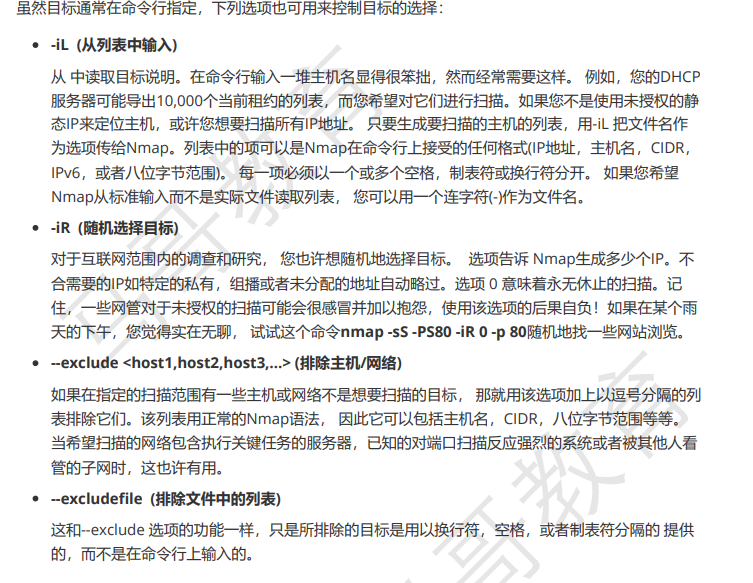 虽然目标通常在命令行指定，下列选项也可用来控制目标的选择：
• -iL (从列表中输入)
从 中读取目标说明。在命令行输入一堆主机名显得很笨拙，然而经常需要这样。 例如，您的DHCP
服务器可能导出10,000个当前租约的列表，而您希望对它们进行扫描。如果您不是使用未授权的静
态IP来定位主机，或许您想要扫描所有IP地址。 只要生成要扫描的主机的列表，用-iL 把文件名作
为选项传给Nmap。列表中的项可以是Nmap在命令行上接受的任何格式(IP地址，主机名，CIDR，
IPv6，或者八位字节范围)。 每一项必须以一个或多个空格，制表符或换行符分开。 如果您希望
Nmap从标准输入而不是实际文件读取列表， 您可以用一个连字符(-)作为文件名。
• -iR (随机选择目标)
对于互联网范围内的调查和研究， 您也许想随机地选择目标。 选项告诉 Nmap生成多少个IP。不
合需要的IP如特定的私有，组播或者未分配的地址自动略过。选项 0 意味着永无休止的扫描。记
住，一些网管对于未授权的扫描可能会很感冒并加以抱怨，使用该选项的后果自负！如果在某个雨
天的下午，您觉得实在无聊， 试试这个命令nmap -sS -PS80 -iR 0 -p 80随机地找一些网站浏览。
• --exclude <host1,host2,host3,...> (排除主机/网络)
如果在指定的扫描范围有一些主机或网络不是想要扫描的目标， 那就用该选项加上以逗号分隔的列
表排除它们。该列表用正常的Nmap语法， 因此它可以包括主机名，CIDR，八位字节范围等等。
当希望扫描的网络包含执行关键任务的服务器，已知的对端口扫描反应强烈的系统或者被其他人看
管的子网时，这也许有用。
• --excludefile (排除文件中的列表)
这和--exclude 选项的功能一样，只是所排除的目标是用以换行符，空格，或者制表符分隔的 提供
的，而不是在命令行上输入的。
马哥教育
马哥教育